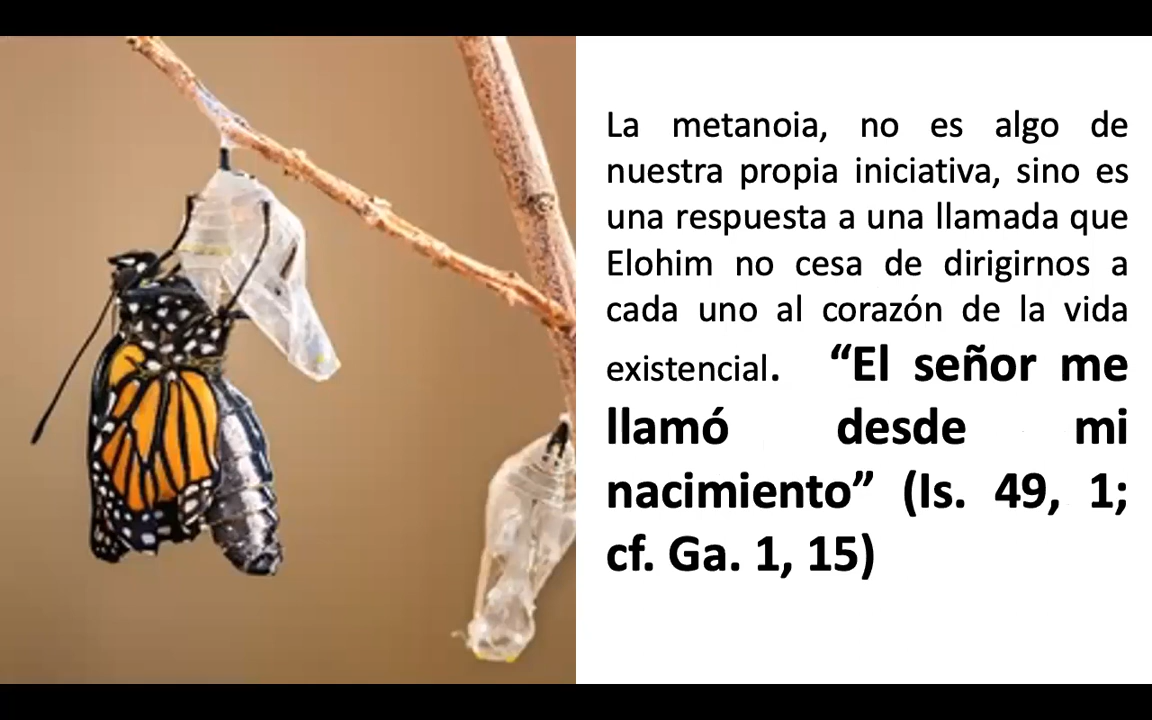 La metanoia, no es algo de
nuestra propia iniciativa, sino es
una respuesta a una llamada que
Elohim no cesa de dirigirnos a
cada uno al corazón de la vida
existencial. “El señor me
llamó desde mi
nacimiento” (Is. 49, 1;
cf. Ga. 1, 15)